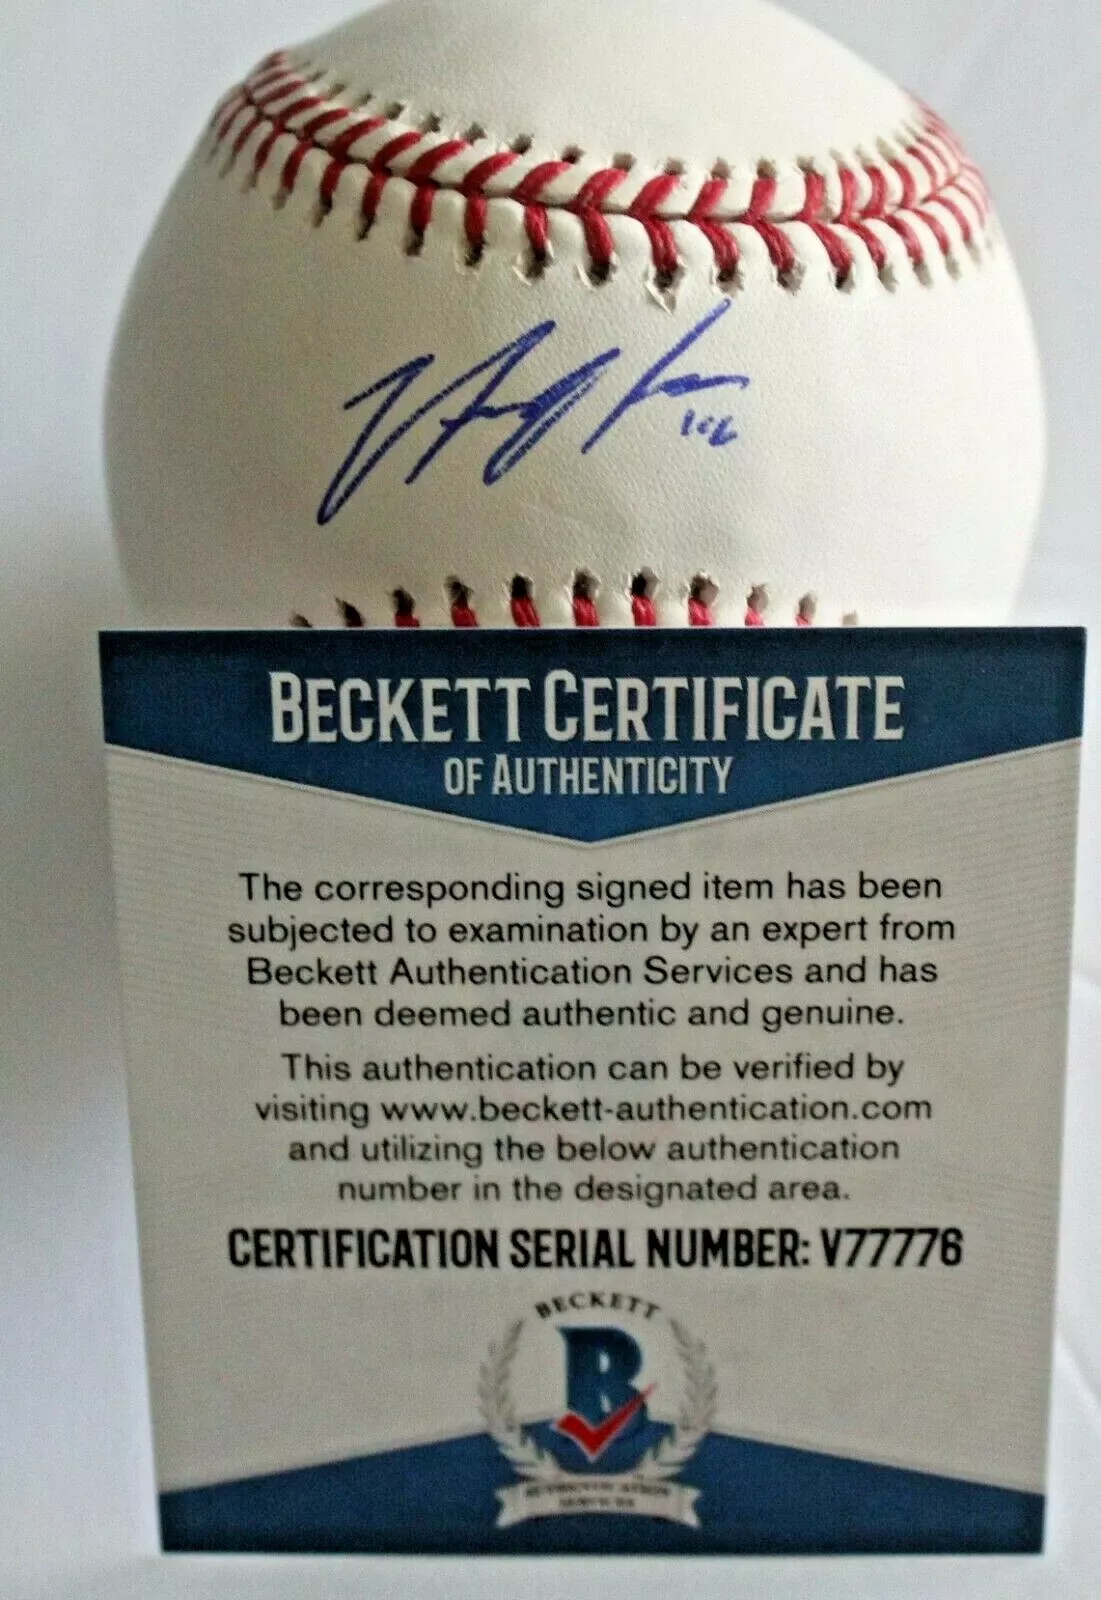 BECKETT CERTIFICATE
OF AUTHENTICITY
The corresponding signed item has been
subjected to examination by an expert from
Beckett Authentication Services and has
been deemed authentic and genuine.
This authentication can be verified by
visiting www.beckett-authentication.com
and utilizing the below authentication
number in the designated area.
CERTIFICATION SERIAL NUMBER: V77776
BECKETT
B
AUTHENTICATION
SERVICES